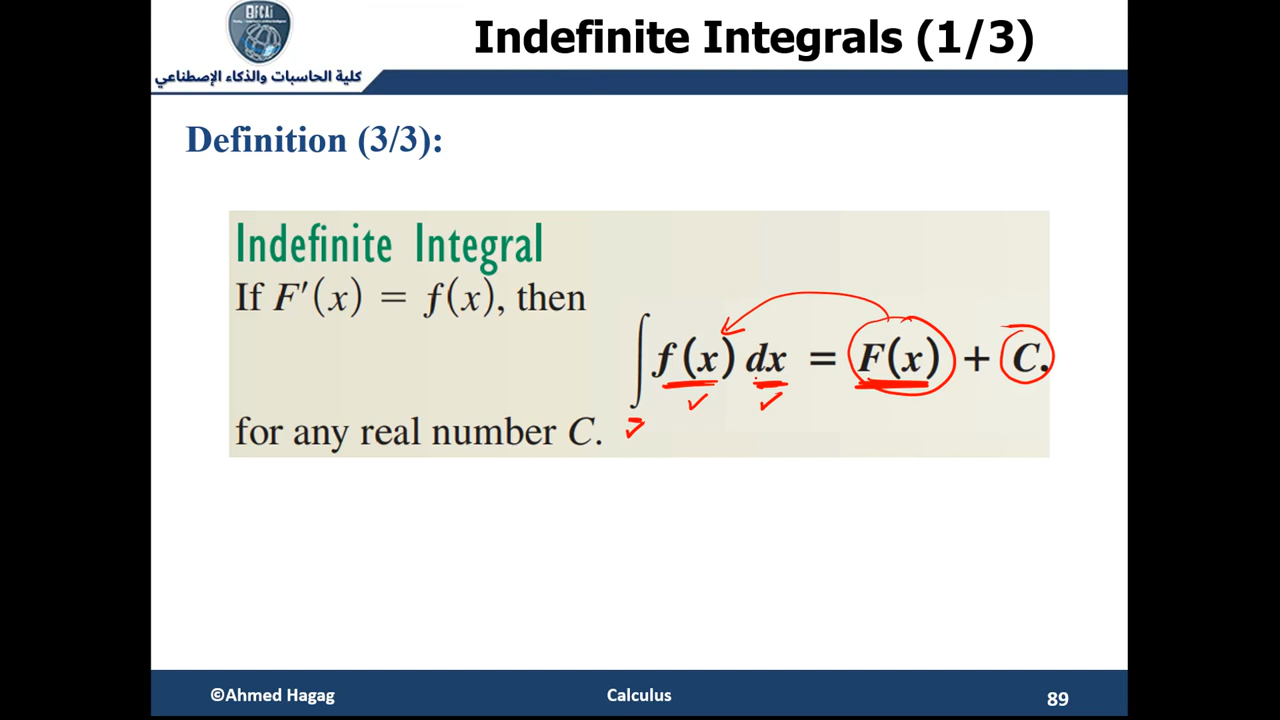 FCAi
Indefinite Integrals (1/3)
كلية الحاسبات والذكاء الإصطناعي
Definition (3/3):
Indefinite Integral
If F′(x) = f(x), then
∫ f(x) dx = F(x) + C.
for any real number C.
©Ahmed Hagag
Calculus
89